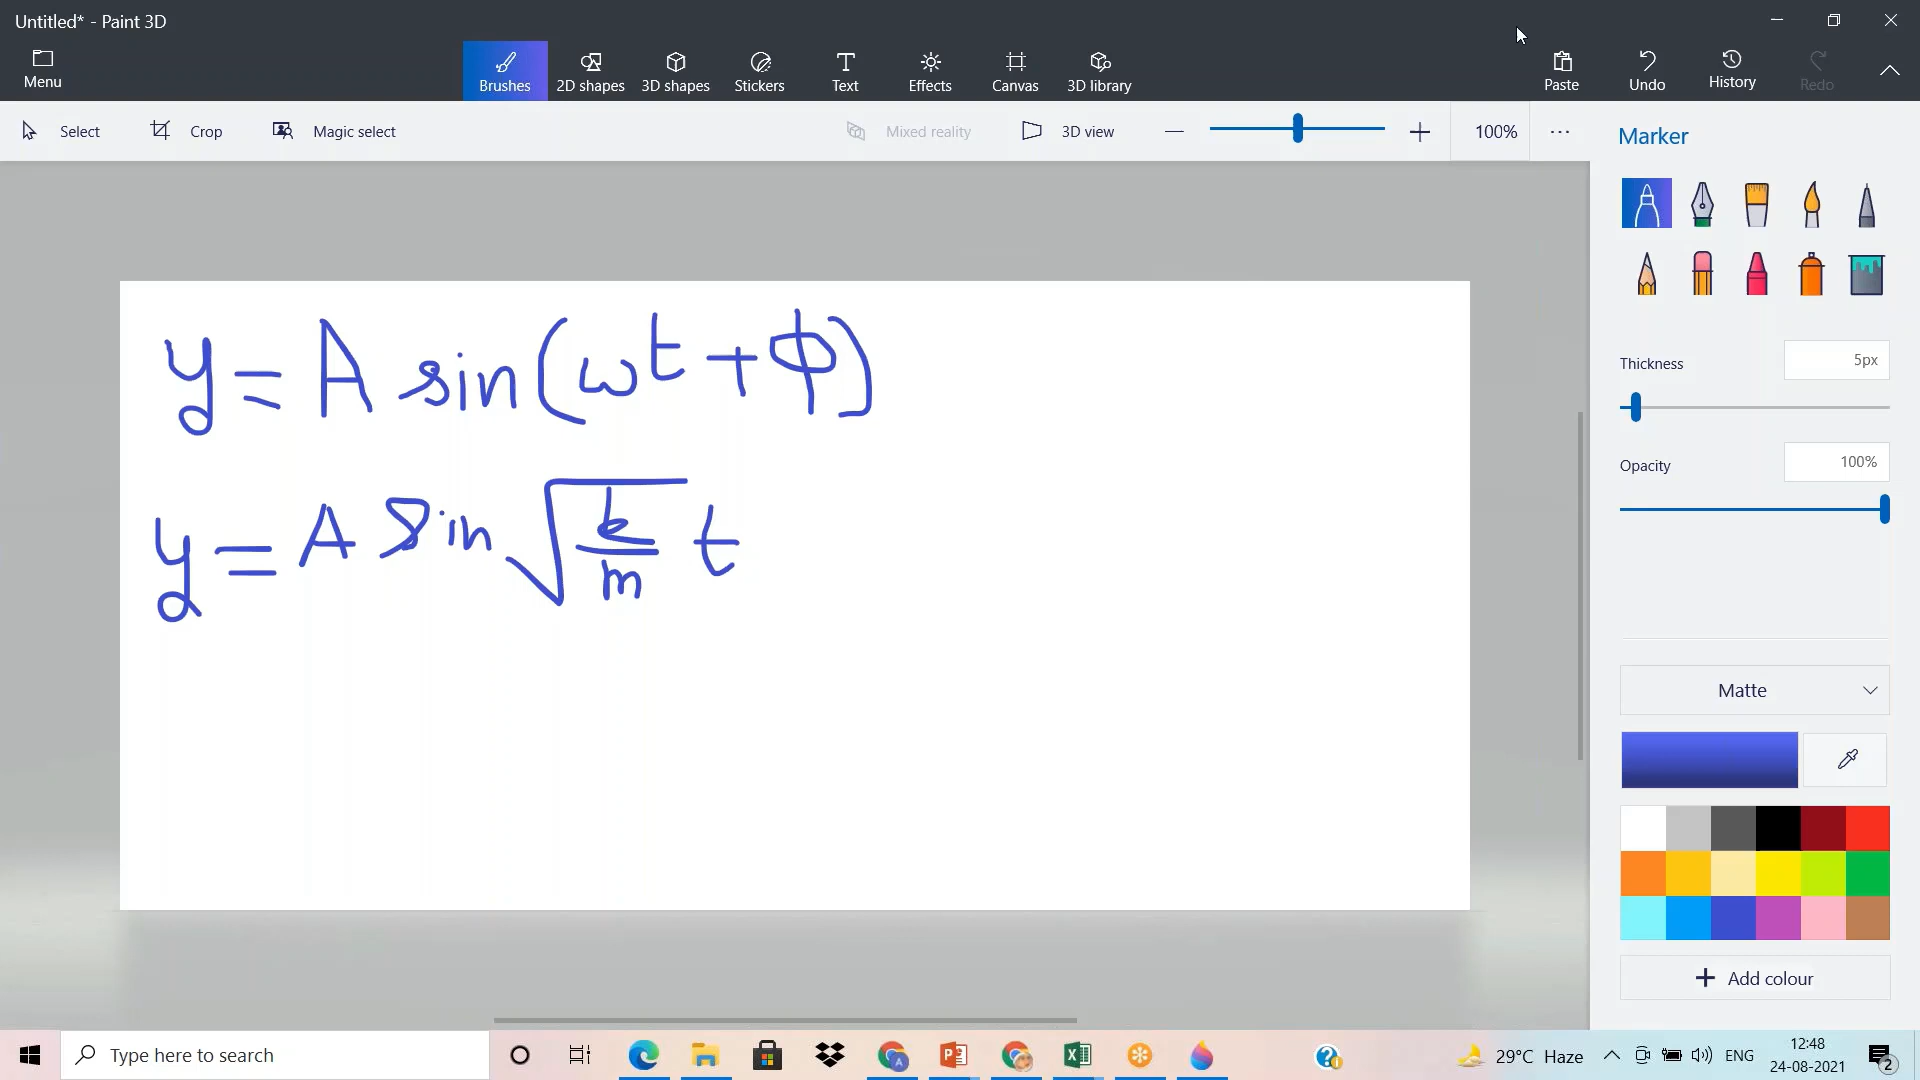 Untitled* - Paint 3D
Menu
Brushes
2D shapes
3D shapes
Stickers
Text
Effects
Canvas
3D library
Paste
Undo
History
Redo
Select
Crop
Magic select
Mixed reality
3D view
100%
Marker
Thickness
5px
Opacity
100%
Matte
Add colour
y = A sin(ωt + ϕ)
y = A sin √(k/m) t
Type here to search
29°C Haze
ENG
12:48
24-08-2021
2